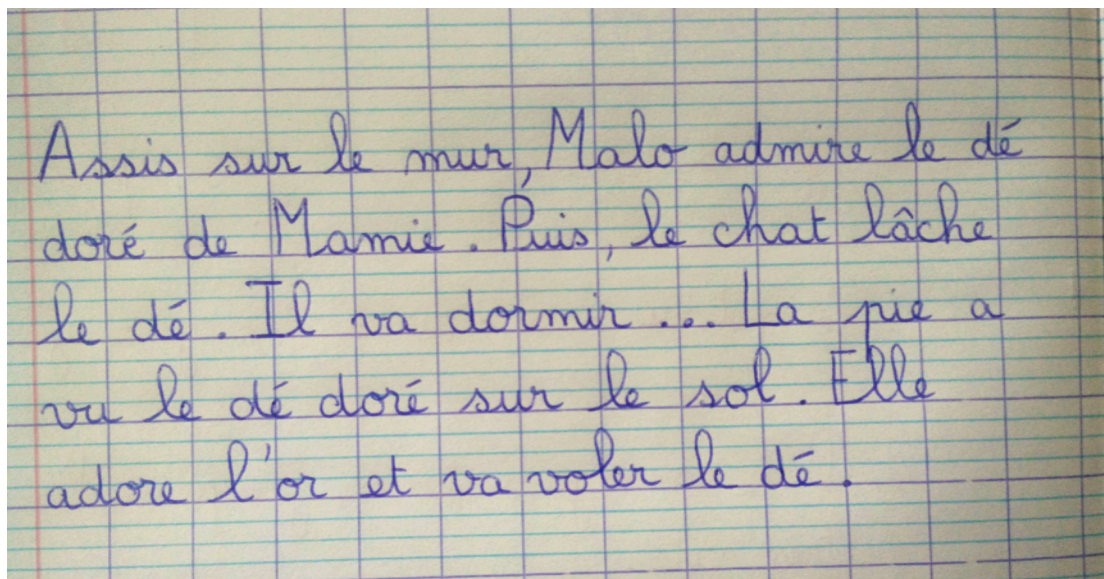 Assis sur le mur, Malo admire le dé
doré de Mamie. Puis, le chat lâche
le dé. Il va dormir... La pie a
vu le dé doré sur le sol. Elle
adore l'or et va voler le dé.